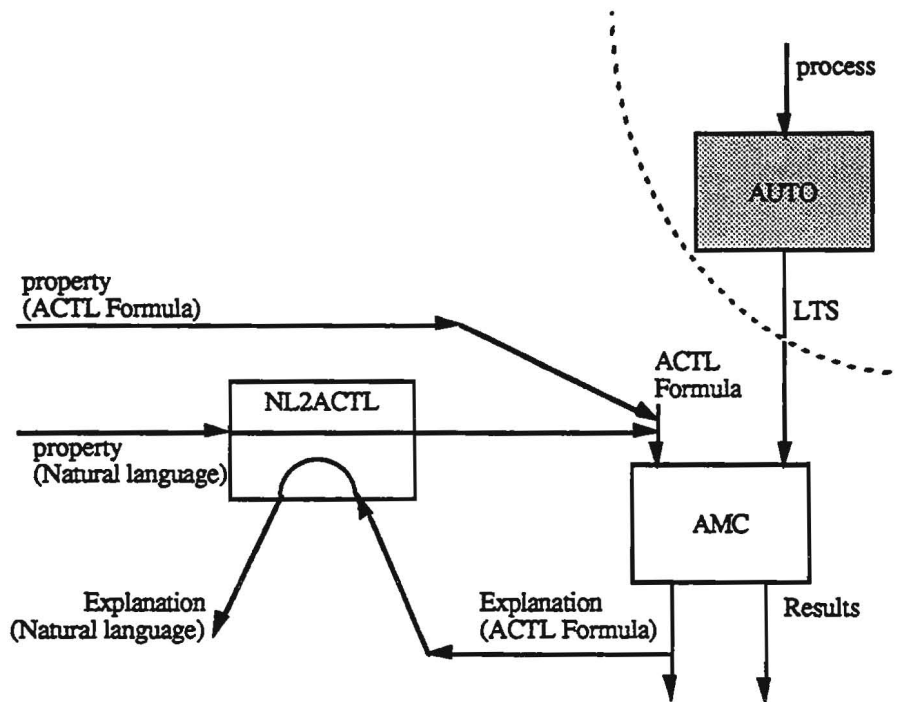 process
AUTO
LTS
property
(ACTL Formula)
ACTL
Formula
NL2ACTL
property
(Natural language)
AMC
Explanation
(Natural language)
Explanation
(ACTL Formula)
Results